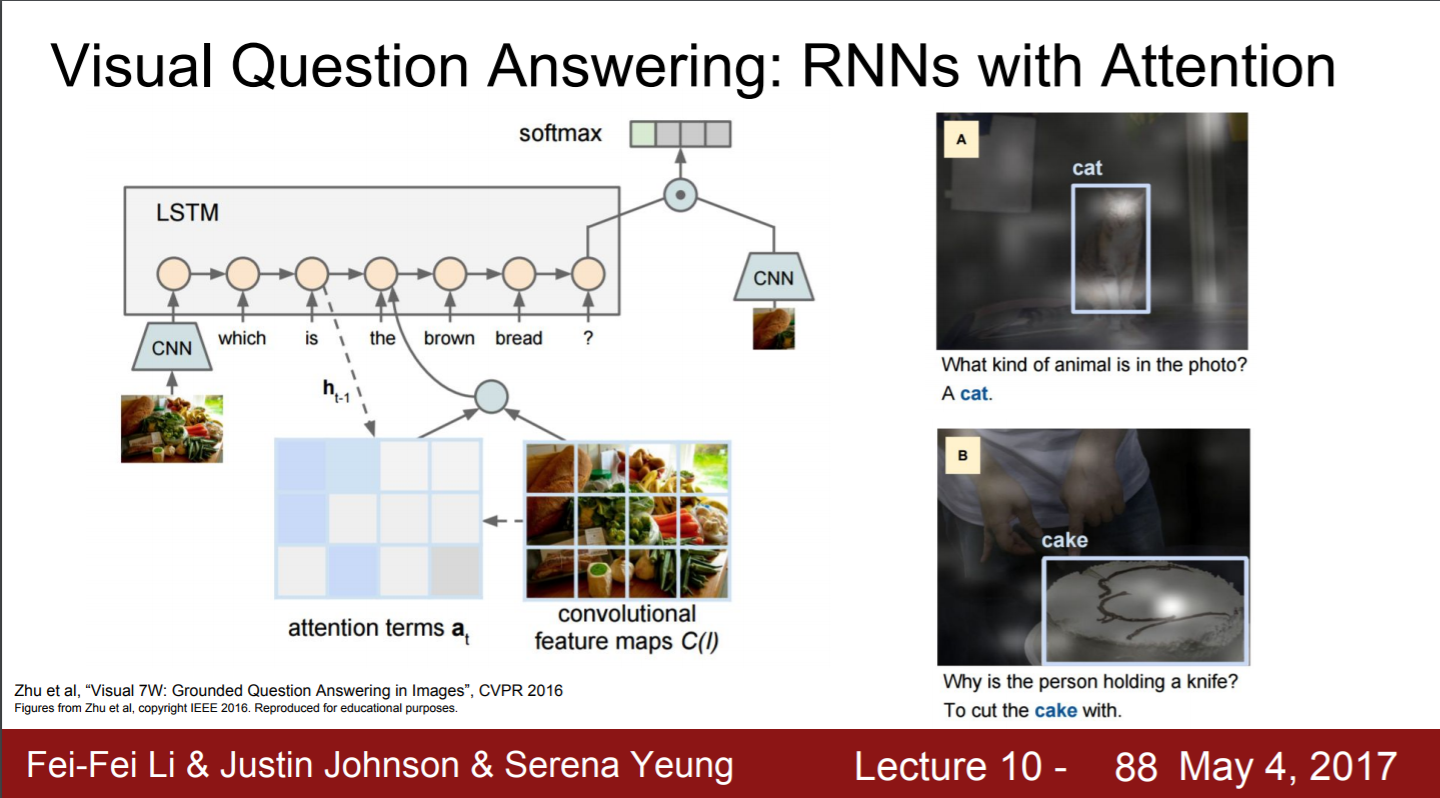 Visual Question Answering: RNNs with Attention
softmax
LSTM
CNN
which is the brown bread ?
CNN
h t-1
attention terms a t
convolutional
feature maps C(I)
A
cat
What kind of animal is in the photo?
A cat.
B
cake
Why is the person holding a knife?
To cut the cake with.
Zhu et al, “Visual 7W: Grounded Question Answering in Images”, CVPR 2016
Figures from Zhu et al, copyright IEEE 2016. Reproduced for educational purposes.
Fei-Fei Li & Justin Johnson & Serena Yeung
Lecture 10 - 88 May 4, 2017